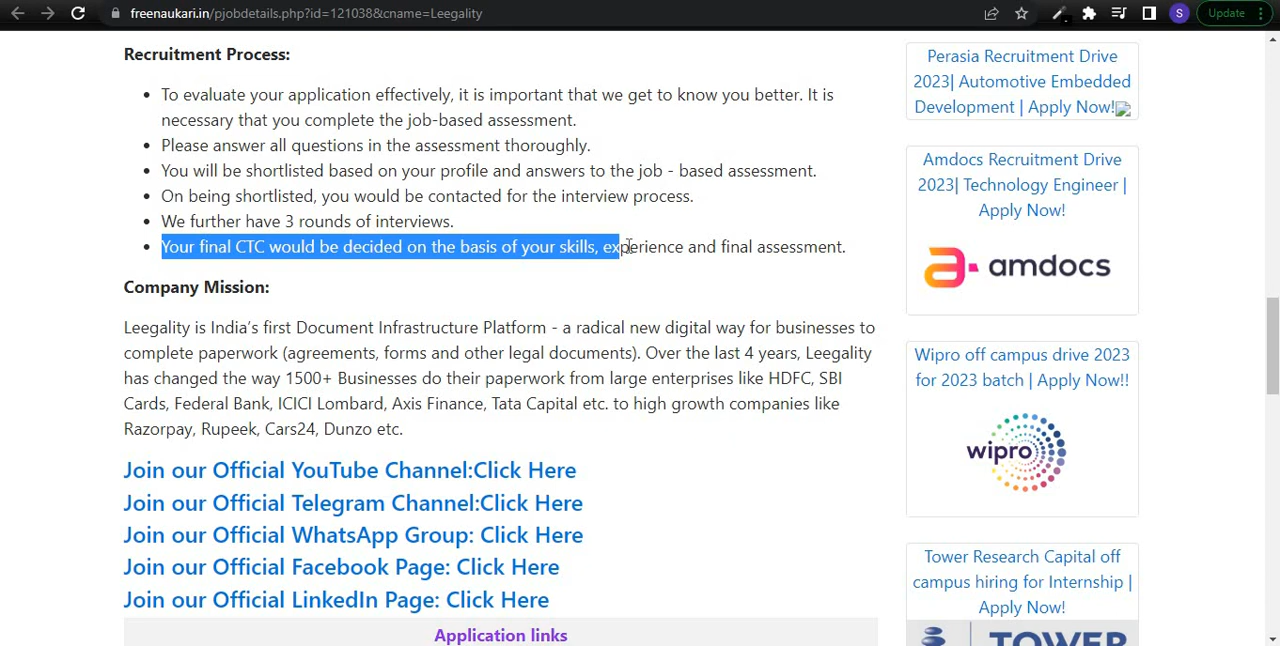 freenaukari.in/pjobdetails.php?id=121038&cname=Leegality
S
Update
Recruitment Process:
To evaluate your application effectively, it is important that we get to know you better. It is
necessary that you complete the job-based assessment.
Please answer all questions in the assessment thoroughly.
You will be shortlisted based on your profile and answers to the job - based assessment.
On being shortlisted, you would be contacted for the interview process.
We further have 3 rounds of interviews.
Your final CTC would be decided on the basis of your skills, experience and final assessment.
Company Mission:
Leegality is India's first Document Infrastructure Platform - a radical new digital way for businesses to
complete paperwork (agreements, forms and other legal documents). Over the last 4 years, Leegality
has changed the way 1500+ Businesses do their paperwork from large enterprises like HDFC, SBI
Cards, Federal Bank, ICICI Lombard, Axis Finance, Tata Capital etc. to high growth companies like
Razorpay, Rupeek, Cars24, Dunzo etc.
Join our Official YouTube Channel:Click Here
Join our Official Telegram Channel:Click Here
Join our Official WhatsApp Group: Click Here
Join our Official Facebook Page: Click Here
Join our Official LinkedIn Page: Click Here
Application links
Perasia Recruitment Drive
2023| Automotive Embedded
Development | Apply Now!
Amdocs Recruitment Drive
2023| Technology Engineer |
Apply Now!
amdocs
Wipro off campus drive 2023
for 2023 batch | Apply Now!!
wipro
Tower Research Capital off
campus hiring for Internship |
Apply Now!
TOWER